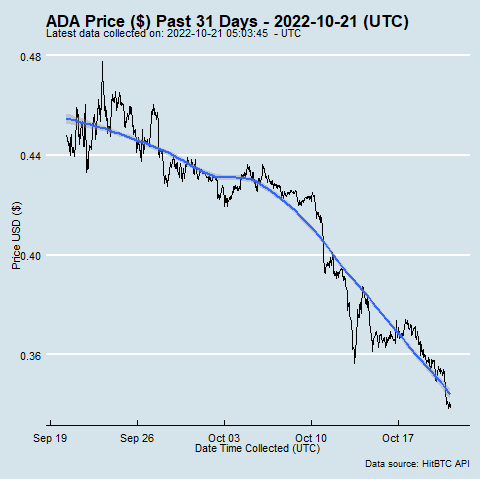 ADA Price ($) Past 31 Days - 2022-10-21 (UTC)
Latest data collected on: 2022-10-21 05:03:45  - UTC
0.48
0.44
0.40
0.36
Price USD ($)
Sep 19
Sep 26
Oct 03
Oct 10
Oct 17
Date Time Collected (UTC)
Data source: HitBTC API